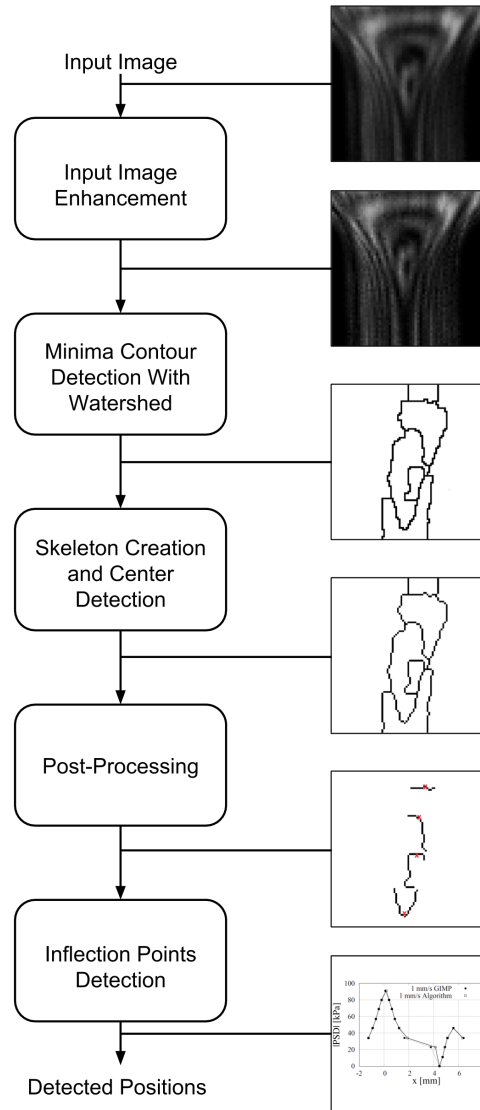 Input Image
Input Image
Enhancement
Minima Contour
Detection With
Watershed
Skeleton Creation
and Center
Detection
Post-Processing
Inflection Points
Detection
Detected Positions
1 mm/s GIMP
1 mm/s Algorithm
|PSD| [kPa]
100
80
60
40
20
0
-2 0 2 4 6 8
x [mm]